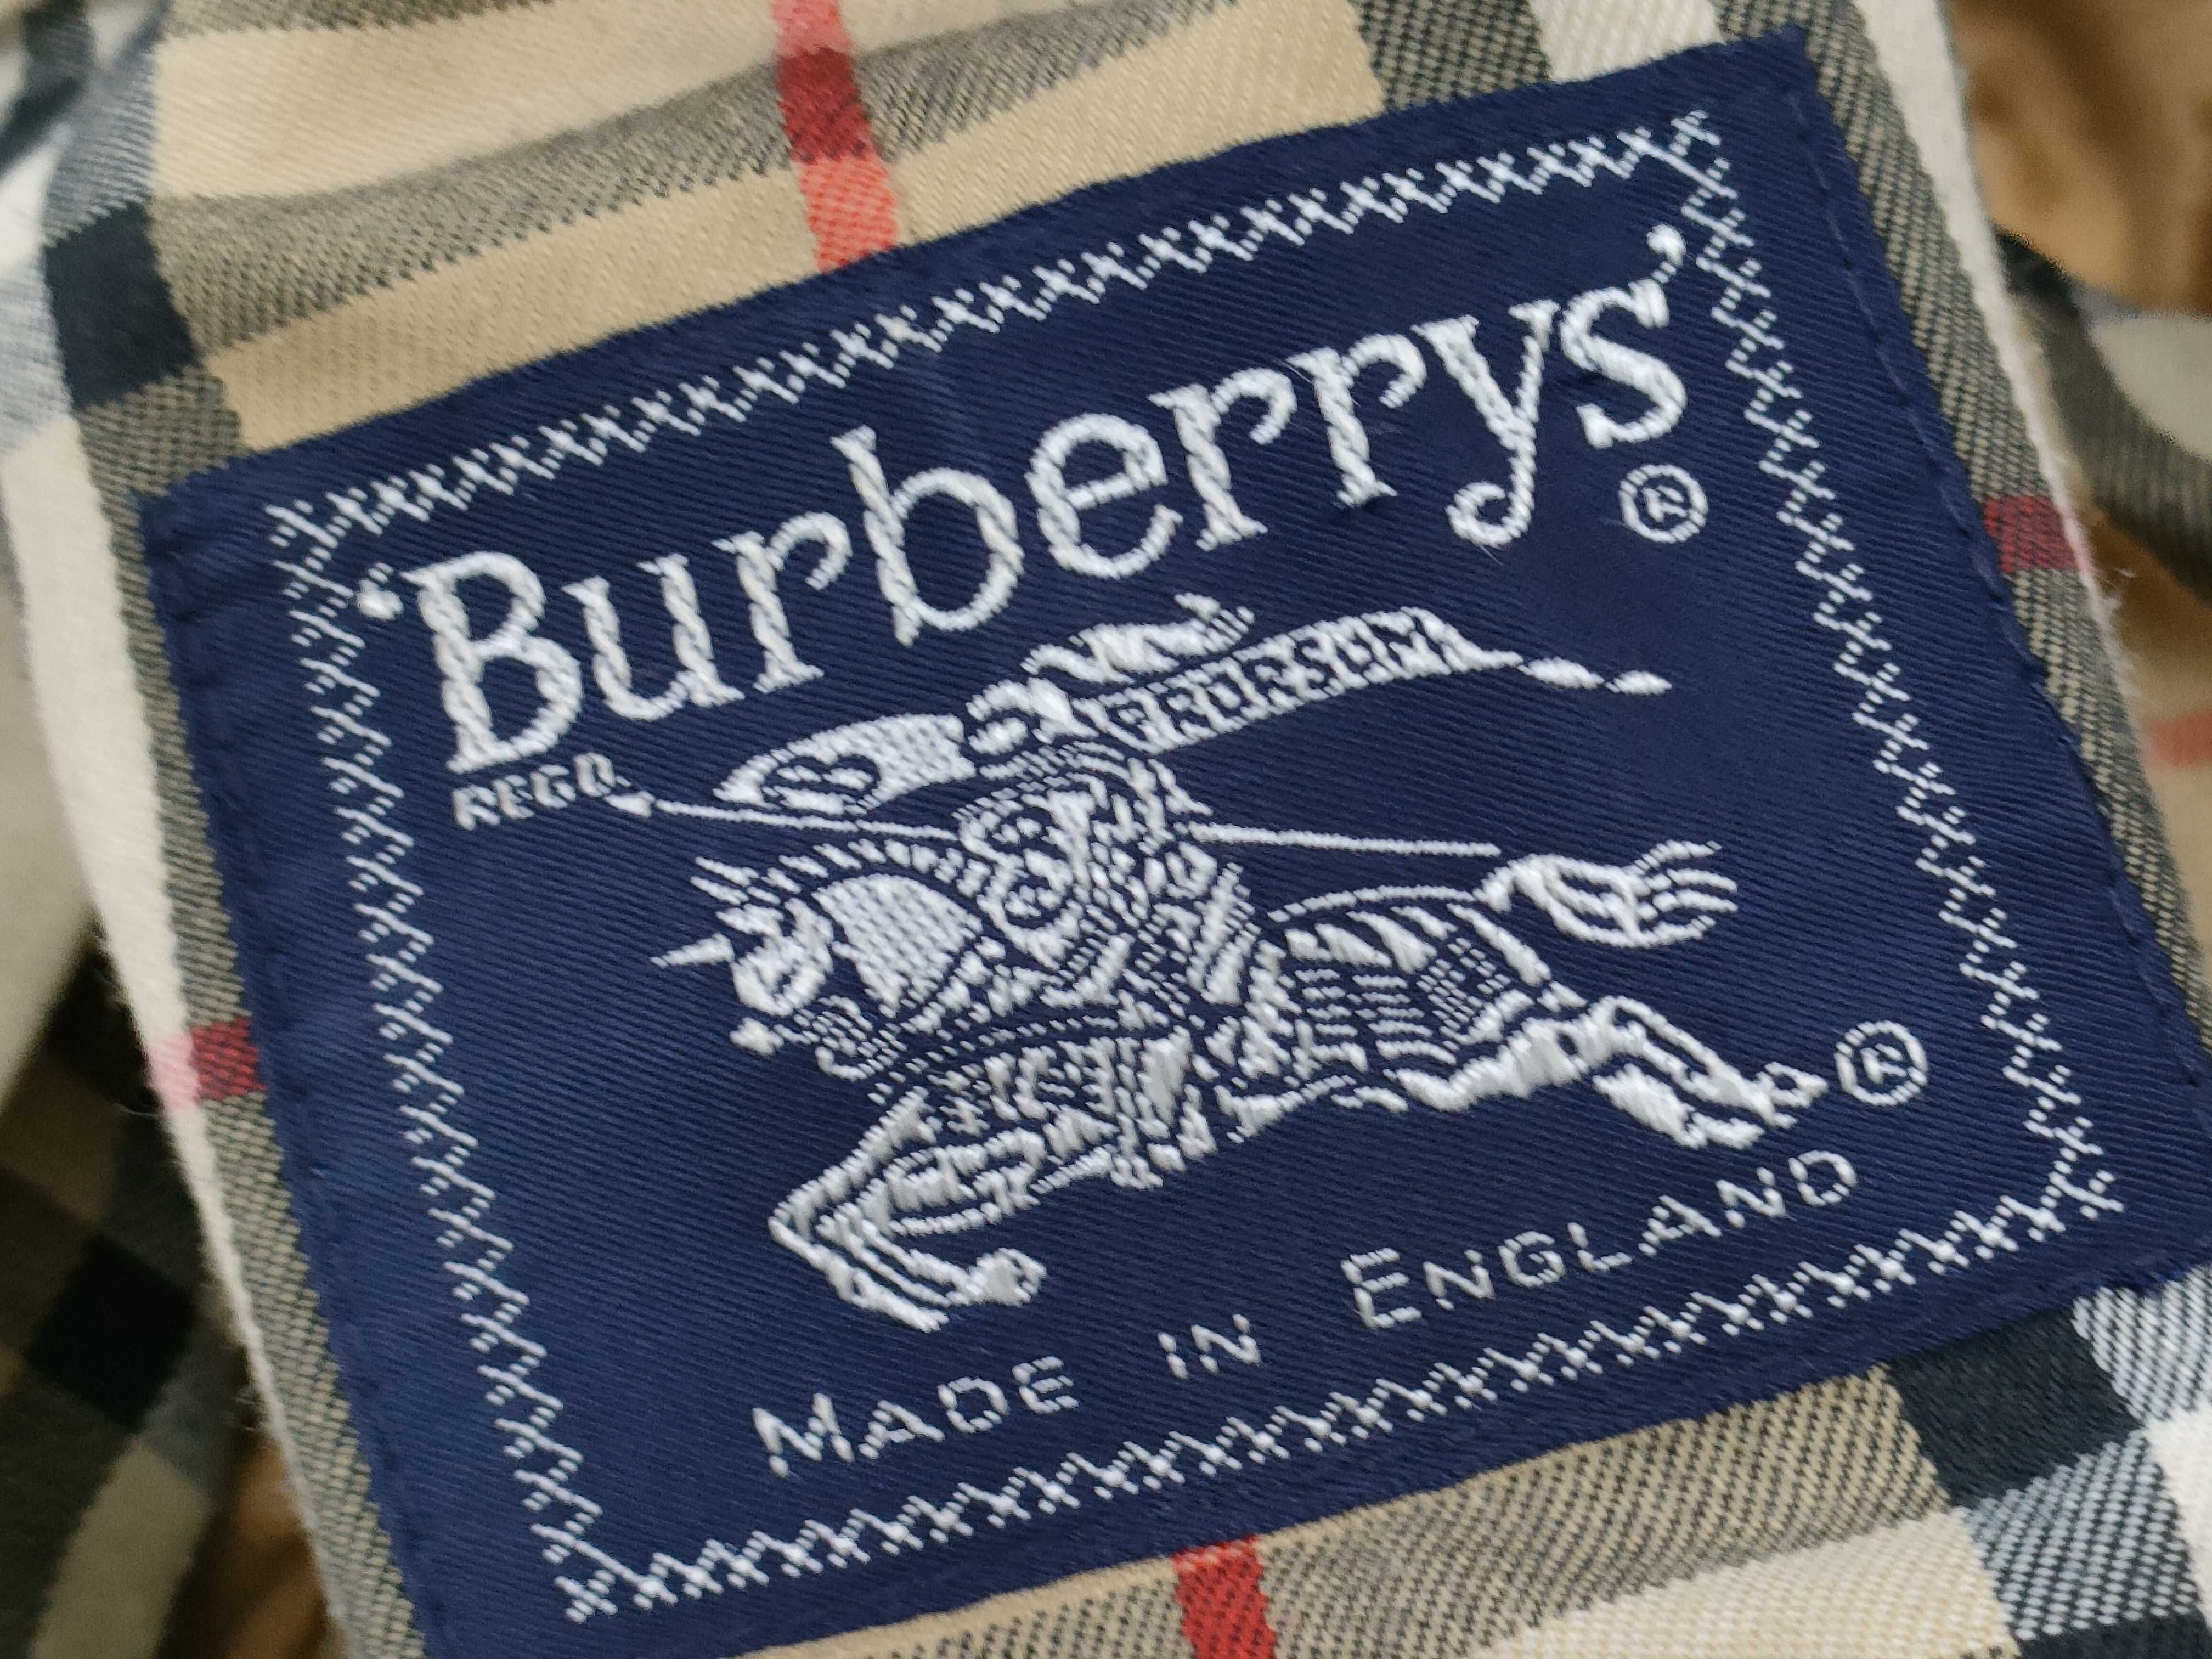 ‘Burberrys’
®
REGD.
PRORSUM
®
MADE IN ENGLAND